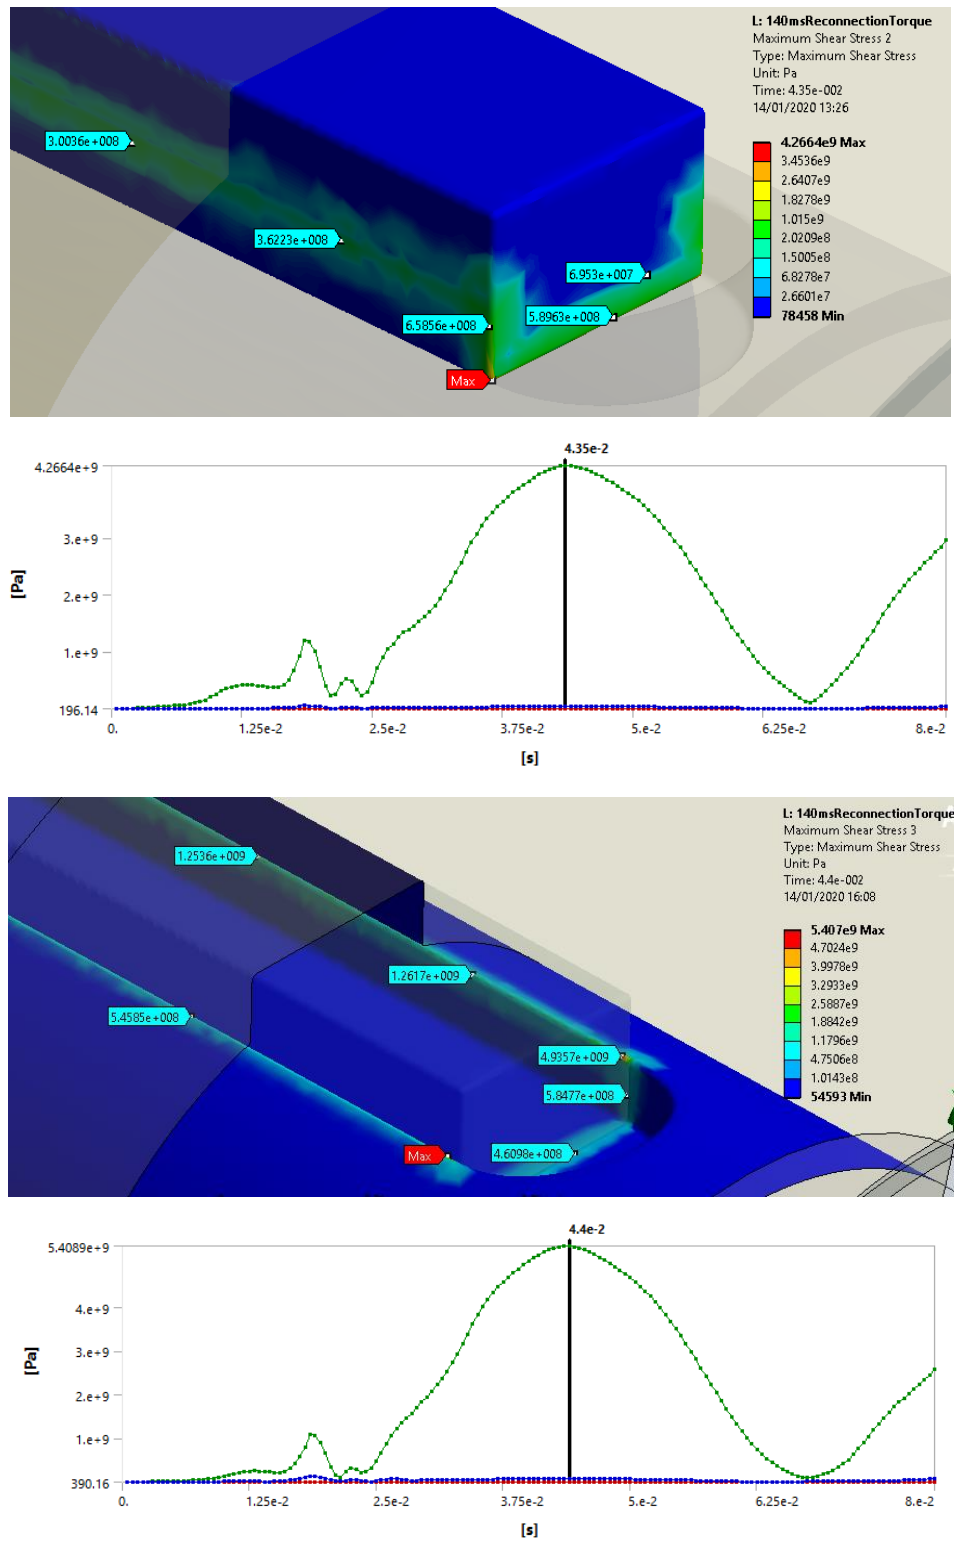 L: 140msReconnectionTorque
Maximum Shear Stress 2
Type: Maximum Shear Stress
Unit: Pa
Time: 4.35e-002
14/01/2020 13:26
4.2664e9 Max
3.4536e9
2.6407e9
1.8278e9
1.015e9
2.0209e8
1.5005e8
6.8278e7
2.6601e7
78458 Min
3.0036e+008
3.6223e+008
6.953e+007
5.8963e+008
6.5856e+008
Max
4.35e-2
4.2664e+9
3.e+9
2.e+9
1.e+9
196.14
[Pa]
0.
1.25e-2
2.5e-2
3.75e-2
5.e-2
6.25e-2
8.e-2
[s]
L: 140msReconnectionTorque
Maximum Shear Stress 3
Type: Maximum Shear Stress
Unit: Pa
Time: 4.4e-002
14/01/2020 16:08
5.407e9 Max
4.7024e9
3.9978e9
3.2933e9
2.5887e9
1.8842e9
1.1796e9
4.7506e8
1.0143e8
54593 Min
1.2536e+009
1.2617e+009
5.4585e+008
4.9357e+009
5.8477e+008
Max
4.6098e+008
4.4e-2
5.4089e+9
4.e+9
3.e+9
2.e+9
1.e+9
390.16
[Pa]
0.
1.25e-2
2.5e-2
3.75e-2
5.e-2
6.25e-2
8.e-2
[s]